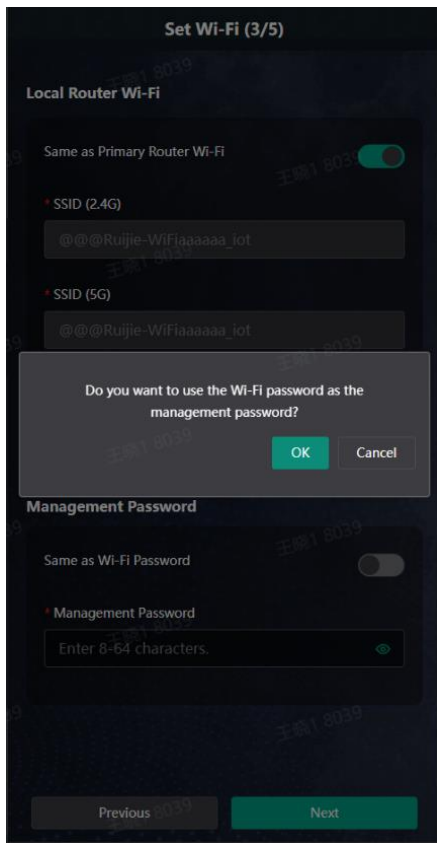 Set Wi-Fi (3/5)
Local Router Wi-Fi
Same as Primary Router Wi-Fi
* SSID (2.4G)
@@@Ruijie-WiFiaaaaaa_iot
* SSID (5G)
@@@Ruijie-WiFiaaaaaa_iot
Do you want to use the Wi-Fi password as the
management password?
OK
Cancel
Management Password
Same as Wi-Fi Password
* Management Password
Enter 8-64 characters.
Previous
Next